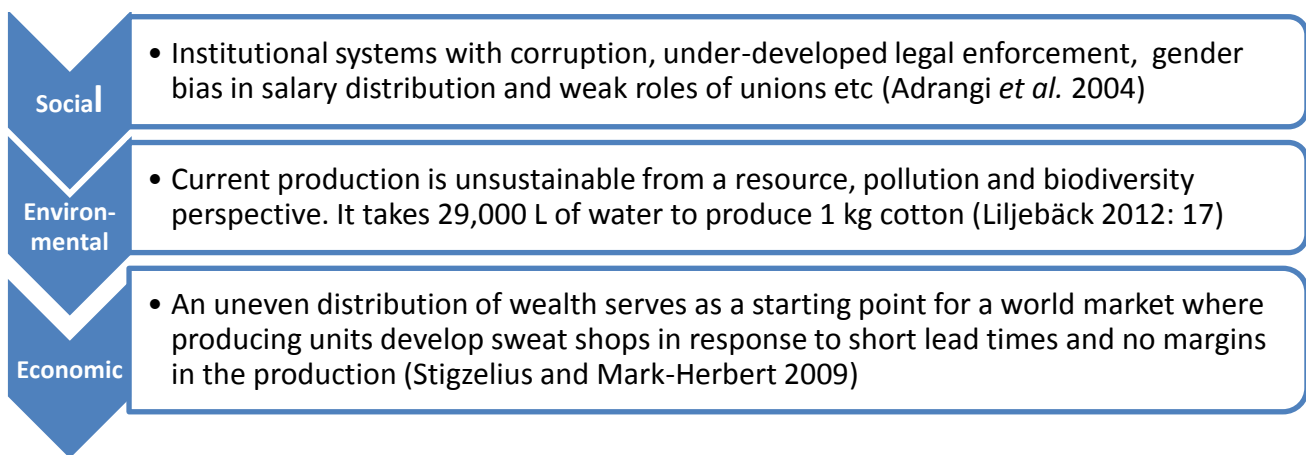 Social
• Institutional systems with corruption, under-developed legal enforcement, gender
bias in salary distribution and weak roles of unions etc (Adrangi et al. 2004)
Environ-
mental
• Current production is unsustainable from a resource, pollution and biodiversity
perspective. It takes 29,000 L of water to produce 1 kg cotton (Liljebäck 2012: 17)
Economic
• An uneven distribution of wealth serves as a starting point for a world market where
producing units develop sweat shops in response to short lead times and no margins
in the production (Stigzelius and Mark-Herbert 2009)